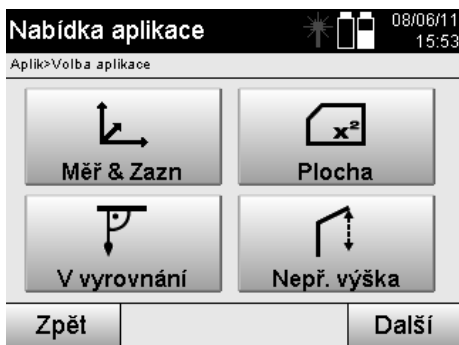 Nabídka aplikace
08/06/11
15:53
Aplik>Volba aplikace
x²
Měř & Zazn
Plocha
V vyrovnání
Nepř. výška
Zpět
Další